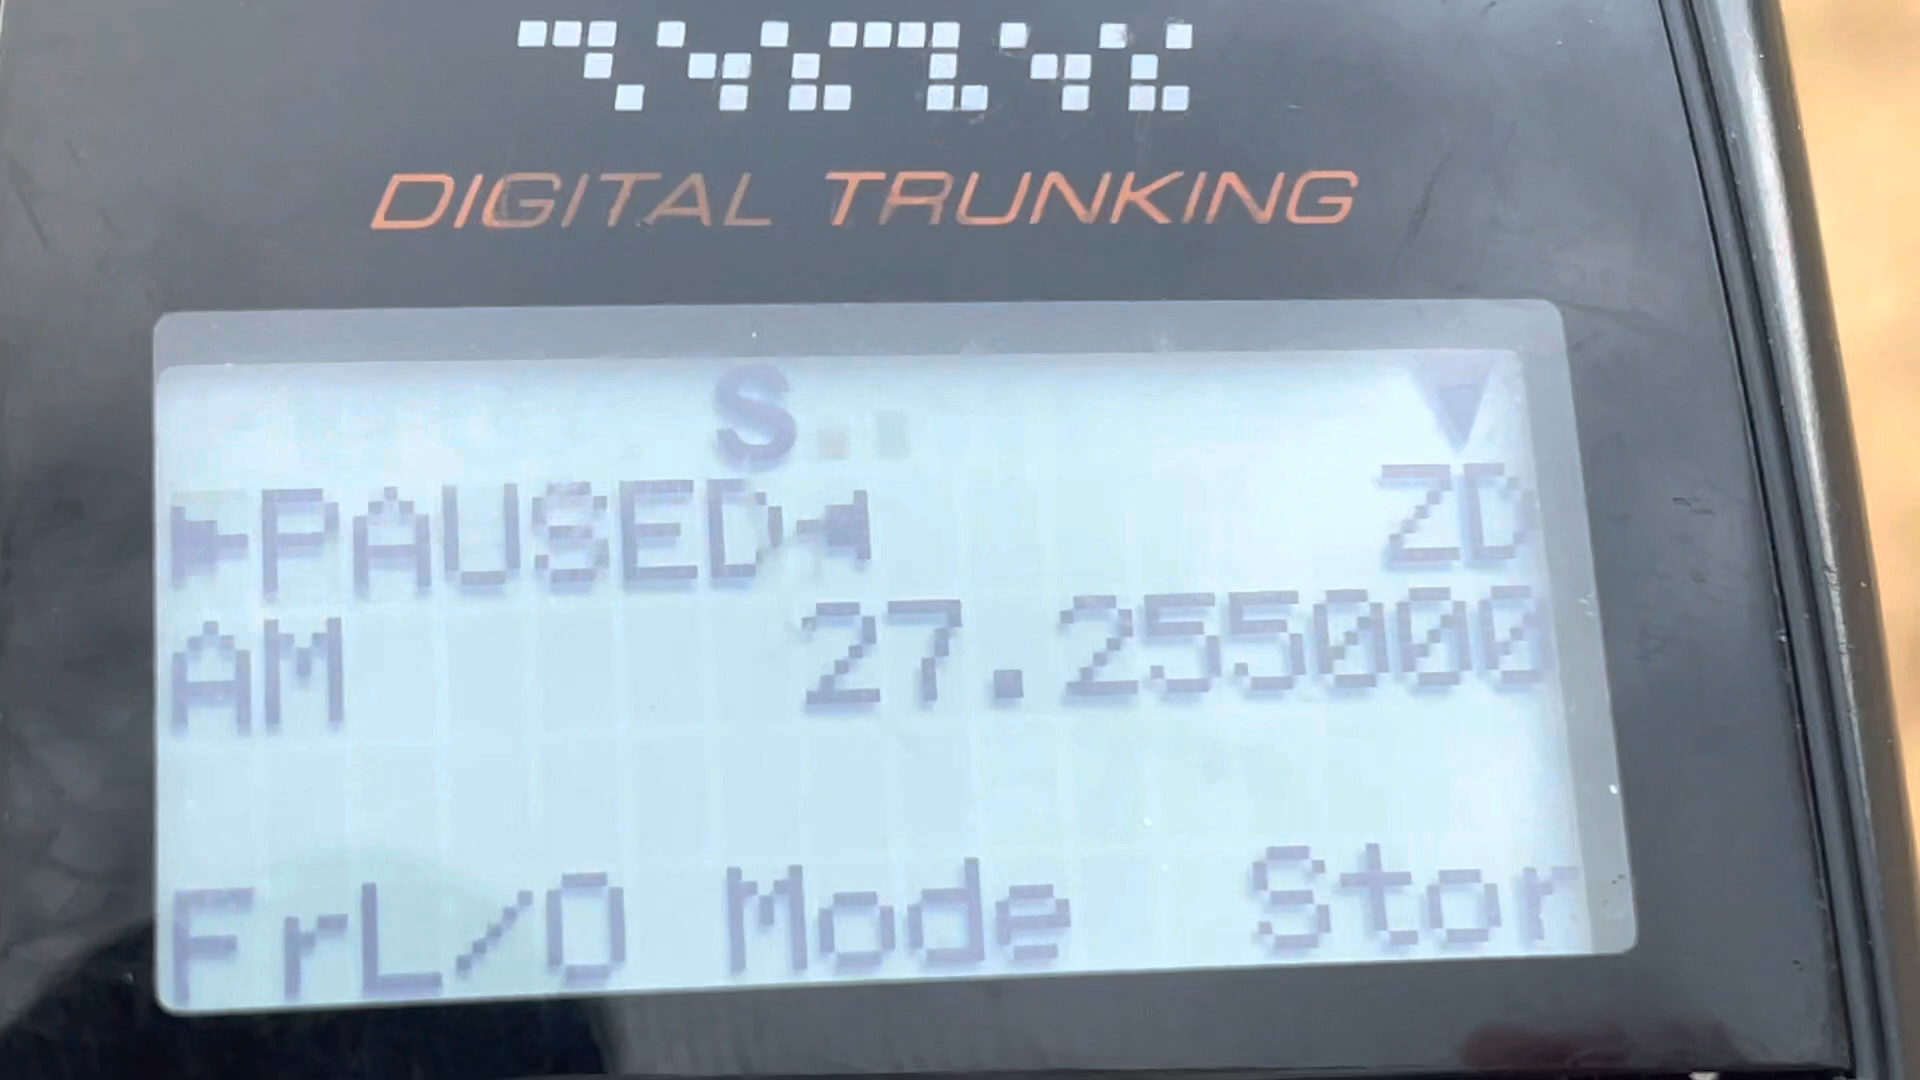 DIGITAL TRUNKING
S
PAUSED ZD
AM 27.255000
FrL/O Mode Stor